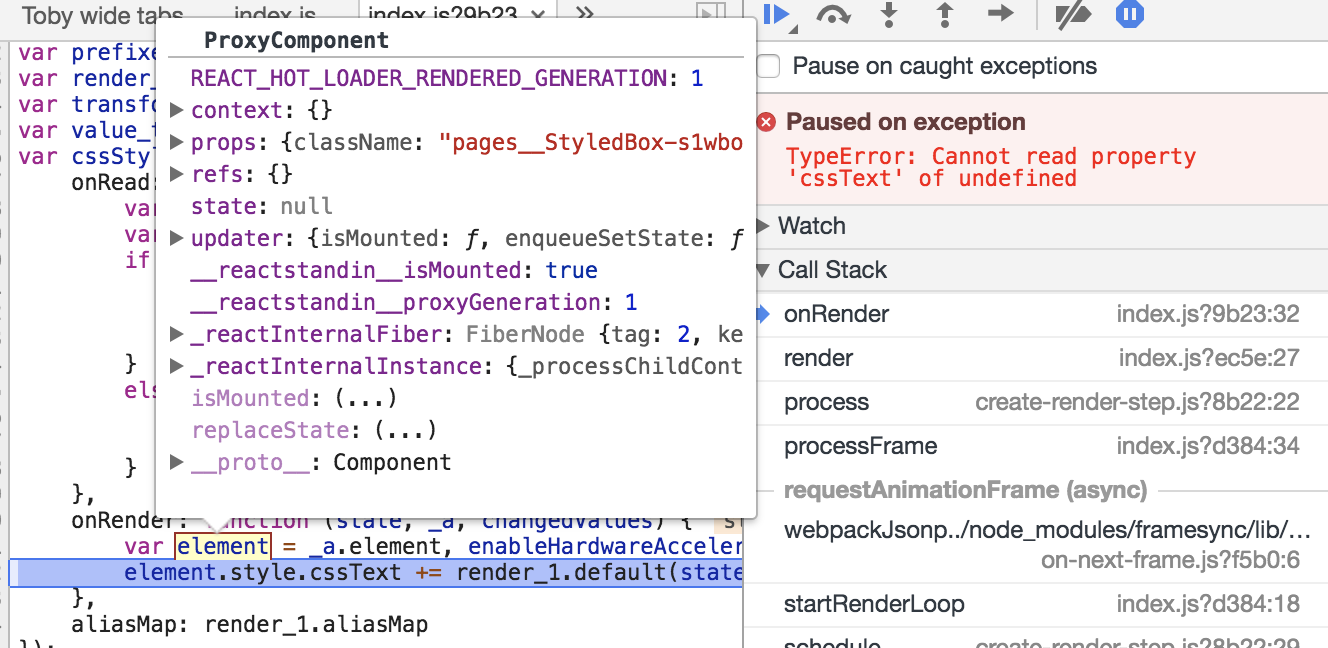 Toby wide tabs
index.js
index.js?9b23
ProxyComponent
REACT_HOT_LOADER_RENDERED_GENERATION: 1
context: {}
props: {className: "pages__StyledBox-s1wbo
refs: {}
state: null
updater: {isMounted: ƒ, enqueueSetState: ƒ
__reactstandin__isMounted: true
__reactstandin__proxyGeneration: 1
_reactInternalFiber: FiberNode {tag: 2, ke
_reactInternalInstance: {_processChildCont
isMounted: (...)
replaceState: (...)
__proto__: Component
var prefixe
var render_
var transfo
var value_
var cssSty
onRead
var
var
if
}
els
}
},
onRender: function (state, _a, changedValues) {
var element = _a.element, enableHardwareAcceler
element.style.cssText += render_1.default(state
},
aliasMap: render_1.aliasMap
});
Pause on caught exceptions
Paused on exception
TypeError: Cannot read property
'cssText' of undefined
Watch
Call Stack
onRender index.js?9b23:32
render index.js?ec5e:27
process create-render-step.js?8b22:22
processFrame index.js?d384:34
requestAnimationFrame (async)
webpackJsonp../node_modules/framesync/lib/…
on-next-frame.js?f5b0:6
startRenderLoop index.js?d384:18
schedule create-render-step.js?8b22:29